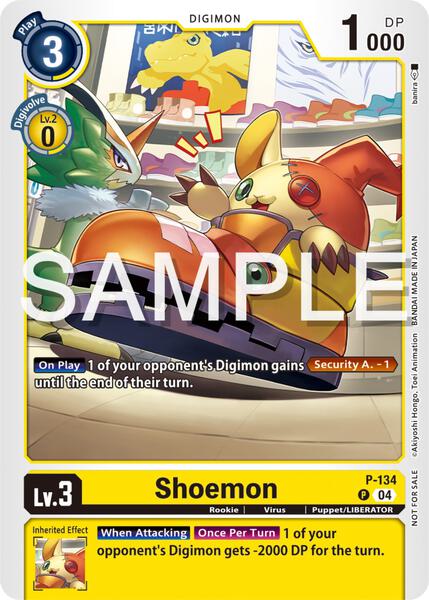 DIGIMON
Play
3
Digivolve
Lv.2
0
DP
1000
banira
SAMPLE
On Play 1 of your opponent's Digimon gains Security A. -1
until the end of their turn.
©Akiyoshi Hongo, Toei Animation BANDAI MADE IN JAPAN
NOT FOR SALE
Lv.3
Shoemon
P-134
P 04
Rookie Virus Puppet/LIBERATOR
Inherited Effect
When Attacking Once Per Turn 1 of your
opponent's Digimon gets -2000 DP for the turn.